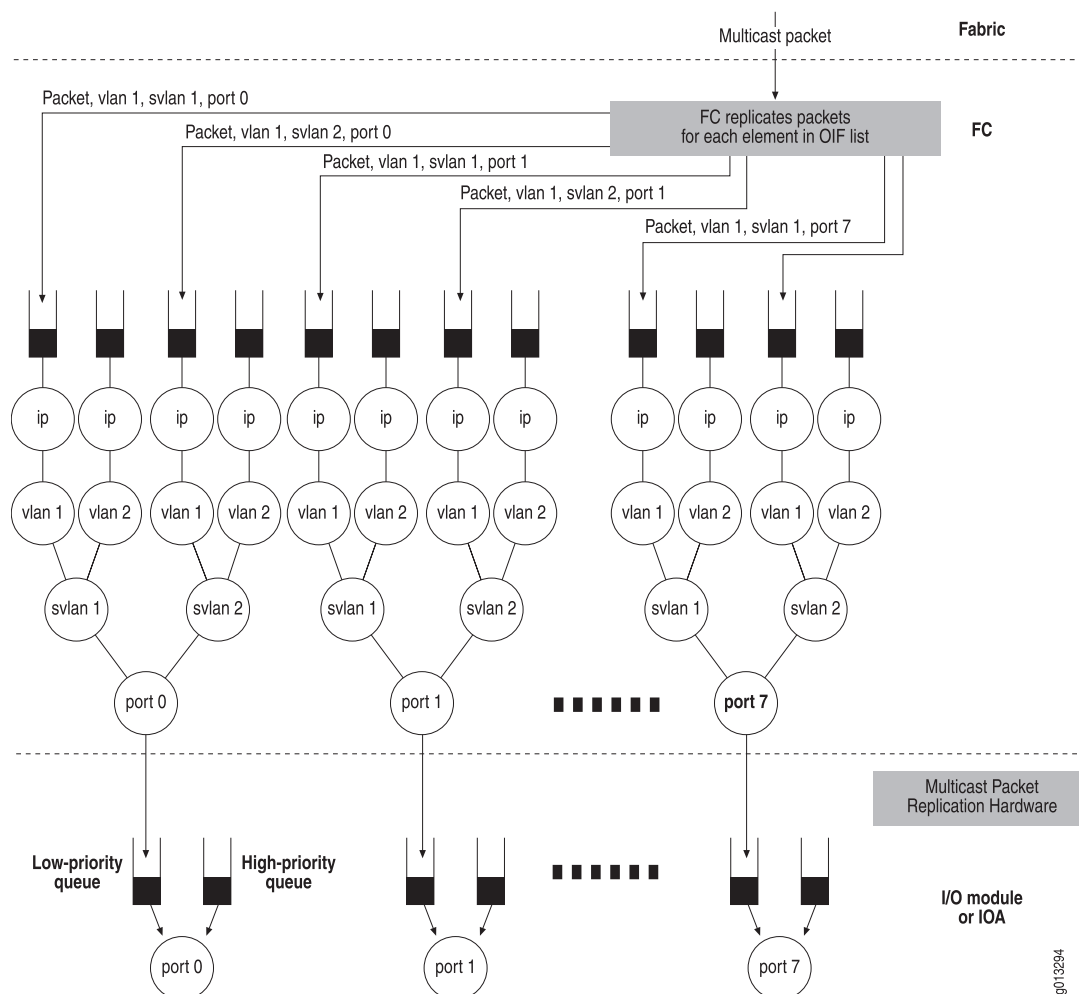 Multicast packet
Fabric
Packet, vlan 1, svlan 1, port 0
FC replicates packets
for each element in OIF list
FC
Packet, vlan 1, svlan 2, port 0
Packet, vlan 1, svlan 1, port 1
Packet, vlan 1, svlan 2, port 1
Packet, vlan 1, svlan 1, port 7
ip ip ip ip ip ip ip ip ip ip ip ip
vlan 1 vlan 2 vlan 1 vlan 2 vlan 1 vlan 2 vlan 1 vlan 2 vlan 1 vlan 2 vlan 1 vlan 2
svlan 1 svlan 2 svlan 1 svlan 2 svlan 1 svlan 2
port 0 port 1 port 7
Multicast Packet
Replication Hardware
Low-priority
queue
High-priority
queue
I/O module
or IOA
port 0 port 1 port 7
g013294